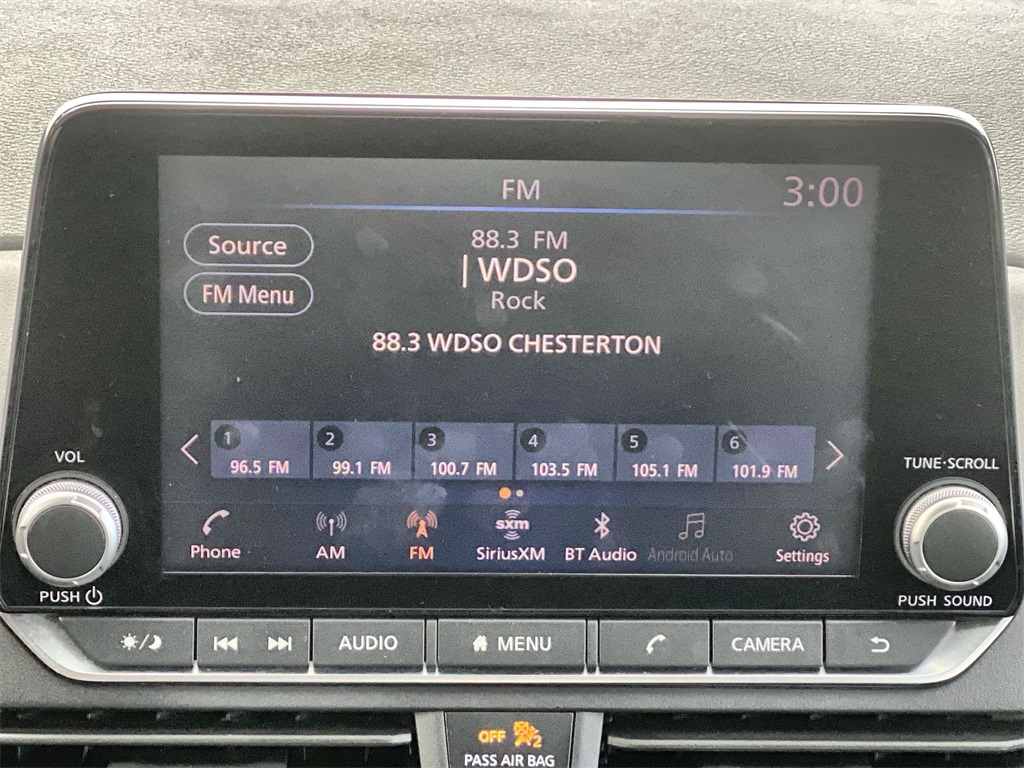 FM
3:00
Source
88.3 FM
WDSO
FM Menu
Rock
88.3 WDSO CHESTERTON
1 2 3 4 5 6
96.5 FM 99.1 FM 100.7 FM 103.5 FM 105.1 FM 101.9 FM
VOL
TUNE·SCROLL
sxm
Phone AM FM SiriusXM BT Audio Android Auto Settings
PUSH
PUSH SOUND
AUDIO MENU CAMERA
OFF 2
PASS AIR BAG